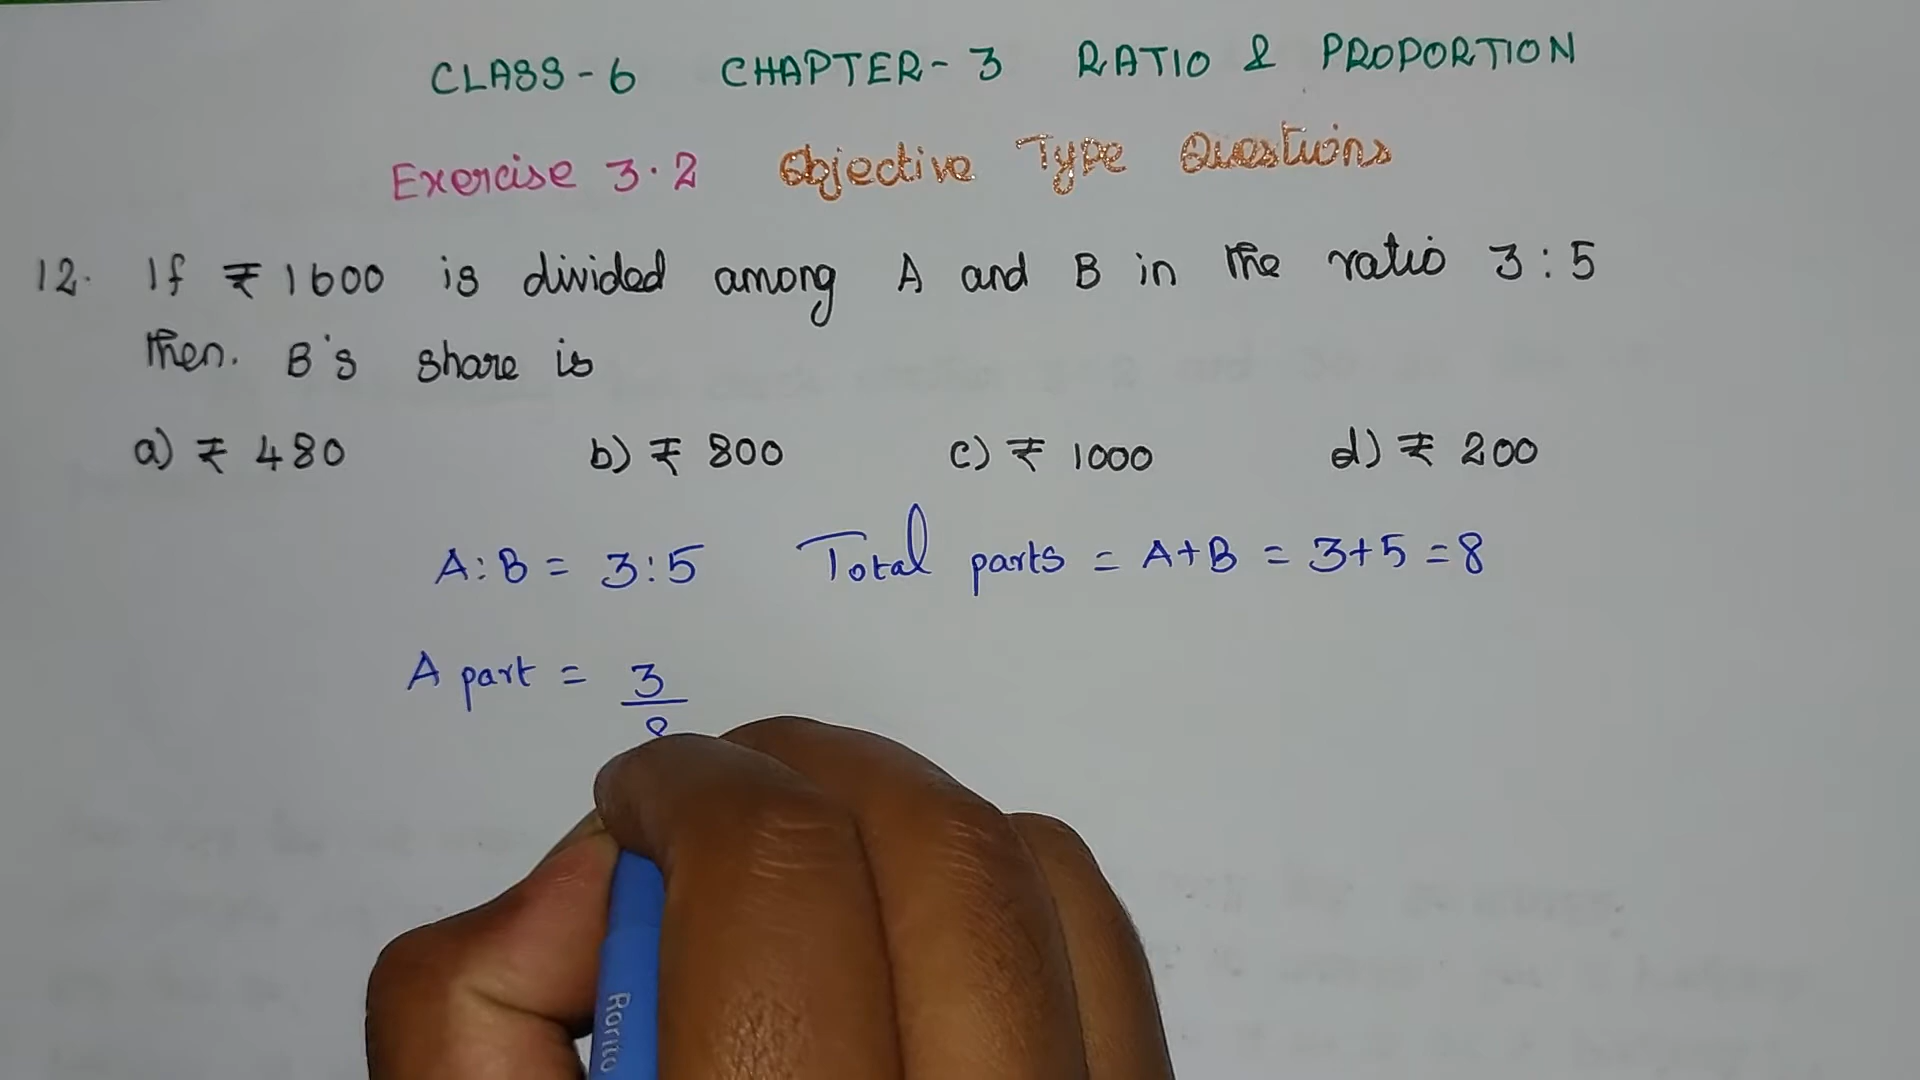 CLASS-6 CHAPTER-3 RATIO & PROPORTION
Exercise 3.2 Objective Type Questions
12. If ₹ 1600 is divided among A and B in the ratio 3:5
then. B's share is
a) ₹ 480 b) ₹ 800 c) ₹ 1000 d) ₹ 200
A:B = 3:5 Total parts = A+B = 3+5 = 8
A part = 3/8
Rorito